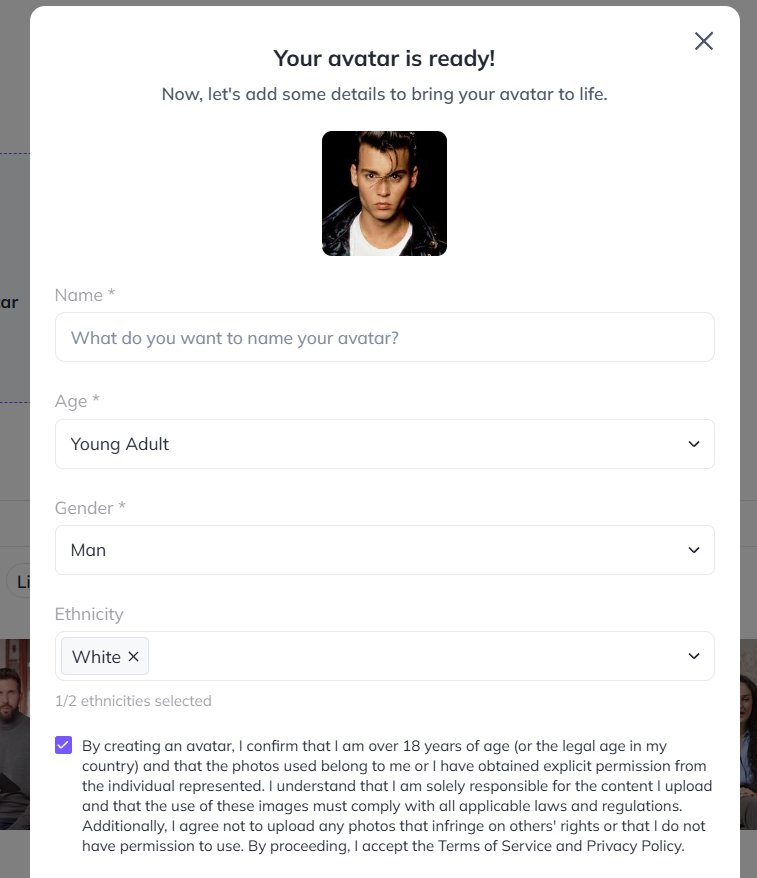 Your avatar is ready!
Now, let's add some details to bring your avatar to life.
tar
Name *
What do you want to name your avatar?
Age *
Young Adult
Gender *
Man
Li
Ethnicity
White
1/2 ethnicities selected
By creating an avatar, I confirm that I am over 18 years of age (or the legal age in my
country) and that the photos used belong to me or I have obtained explicit permission from
the individual represented. I understand that I am solely responsible for the content I upload
and that the use of these images must comply with all applicable laws and regulations.
Additionally, I agree not to upload any photos that infringe on others' rights or that I do not
have permission to use. By proceeding, I accept the Terms of Service and Privacy Policy.